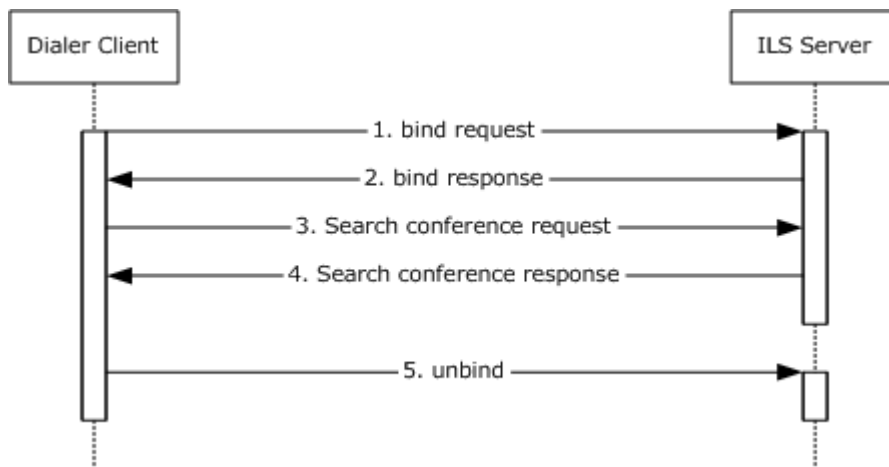 Dialer Client
ILS Server
1. bind request
2. bind response
3. Search conference request
4. Search conference response
5. unbind